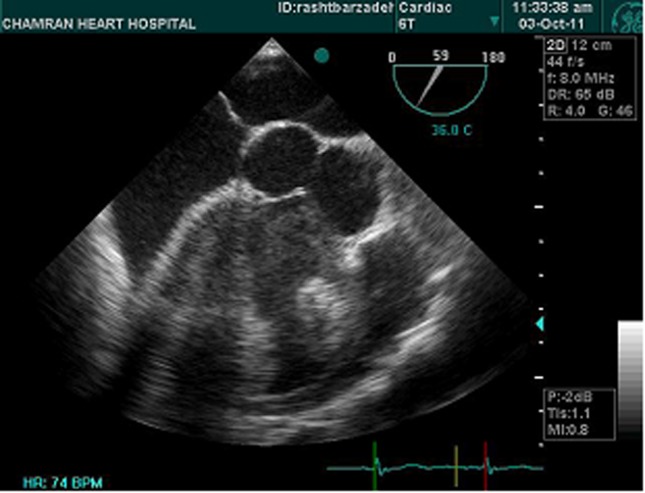 ID:rashtbarzadeh Cardiac 11:33:38 am
CHAMRAN HEART HOSPITAL 6T 03-Oct-11
0 59 180
36.0 C
2D 12 cm
44 f/s
f: 8.0 MHz
DR: 65 dB
R: 4.0 G: 46
P:-2dB
TIs:1.1
MI:0.8
HR: 74 BPM